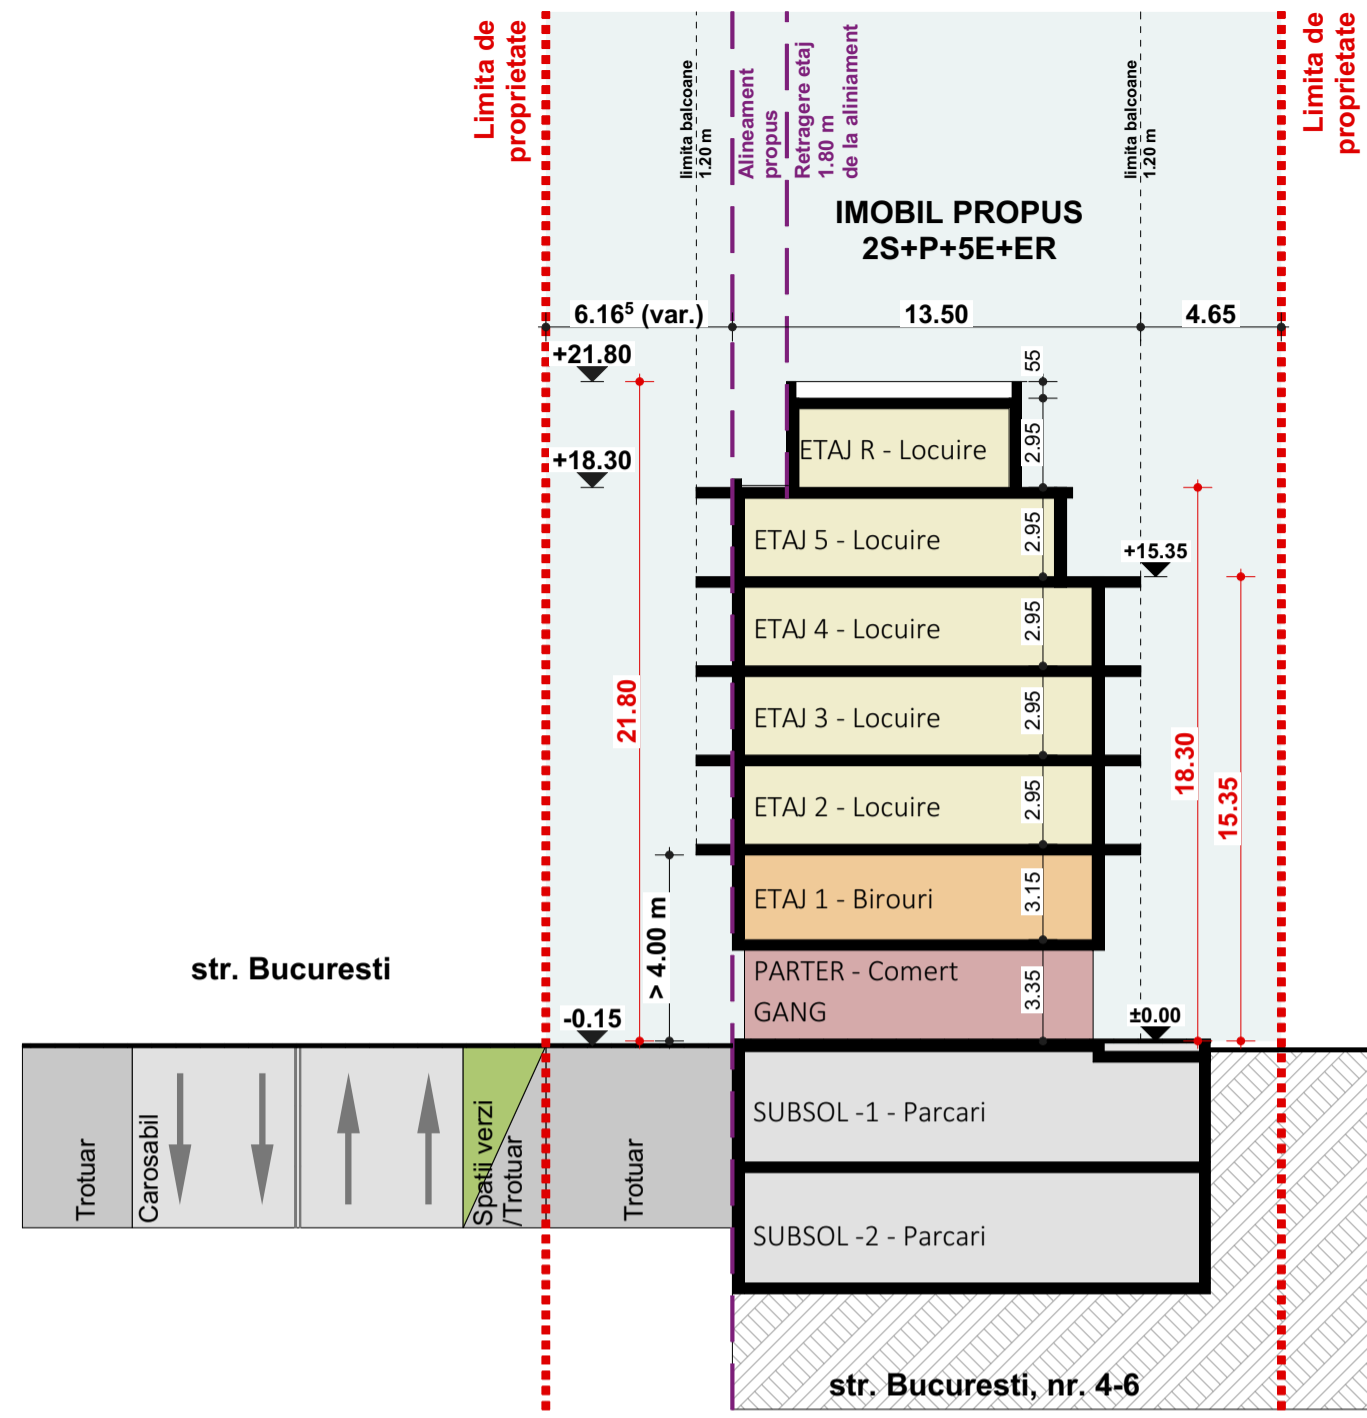 Limita de
proprietate
limita balcoane
1.20 m
Alineament
propus
Retragere etaj
1.80 m
de la aliniament
limita balcoane
1.20 m
Limita de
proprietate
IMOBIL PROPUS
2S+P+5E+ER
6.16⁵ (var.)
13.50
4.65
+21.80
55
ETAJ R - Locuire
2.95
+18.30
ETAJ 5 - Locuire
2.95
+15.35
ETAJ 4 - Locuire
2.95
21.80
ETAJ 3 - Locuire
2.95
18.30
15.35
ETAJ 2 - Locuire
2.95
ETAJ 1 - Birouri
3.15
> 4.00 m
str. Bucuresti
PARTER - Comert
GANG
3.35
-0.15
±0.00
Trotuar
Carosabil
Spatii verzi
/Trotuar
Trotuar
SUBSOL -1 - Parcari
SUBSOL -2 - Parcari
str. Bucuresti, nr. 4-6